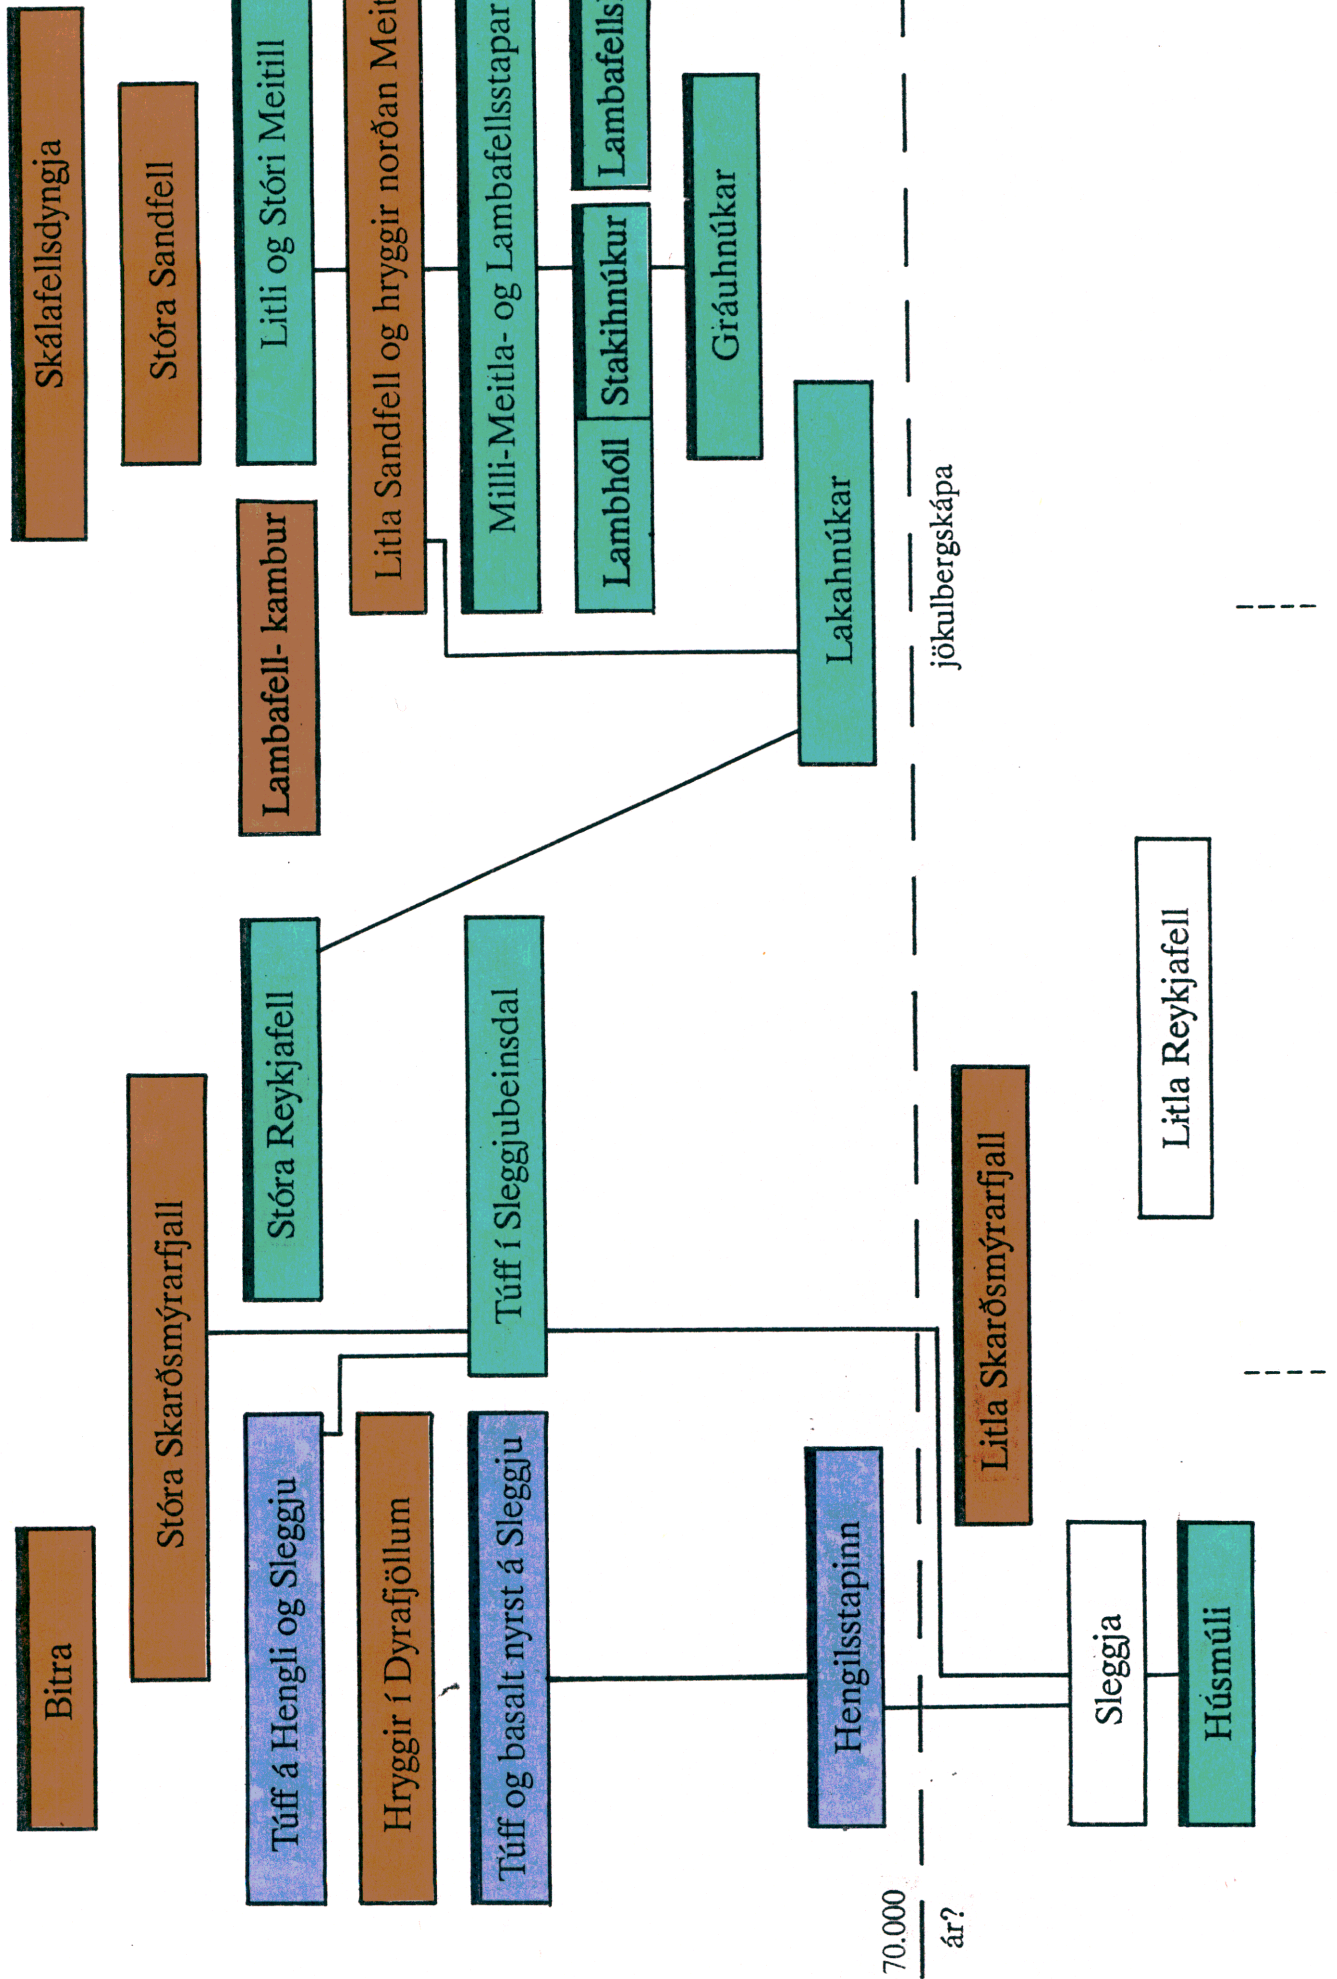 Bitra
Skálafellsdyngja
Stóra Skarðsmýrarfjall
Stóra Sandfell
Túff á Hengli og Sleggju
Stóra Reykjafell
Lambafell- kambur
Litli og Stóri Meitill
Hryggir í Dyrafjöllum
Litla Sandfell og hryggir norðan Meit
Túff og basalt nyrst á Sleggju
Túff í Sleggjubeinsdal
Milli-Meitla- og Lambafellsstapar
Lambhóll
Stakihnúkur
Lambafells
Gráuhnúkar
Hengilsstapinn
Lakahnúkar
70.000
ár?
jökulbergskápa
Litla Skarðsmýrarfjall
Sleggja
Litla Reykjafell
Húsmúli